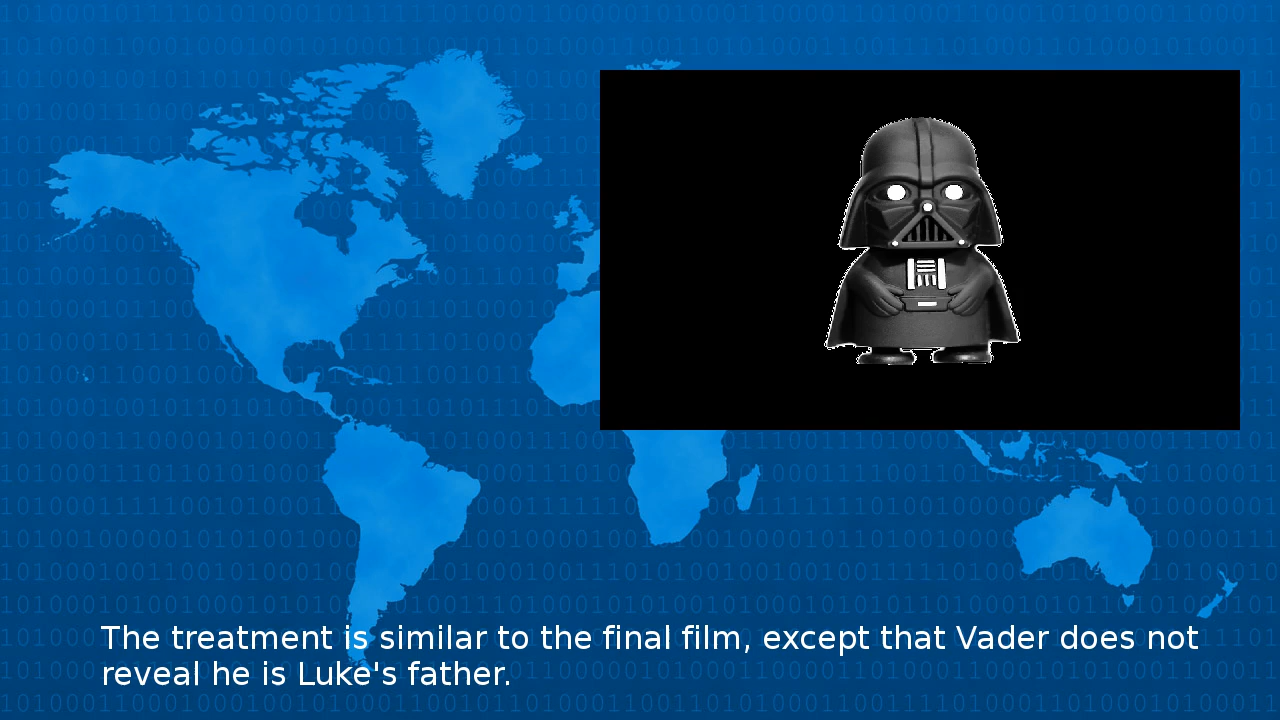 The treatment is similar to the final film, except that Vader does not
reveal he is Luke's father.